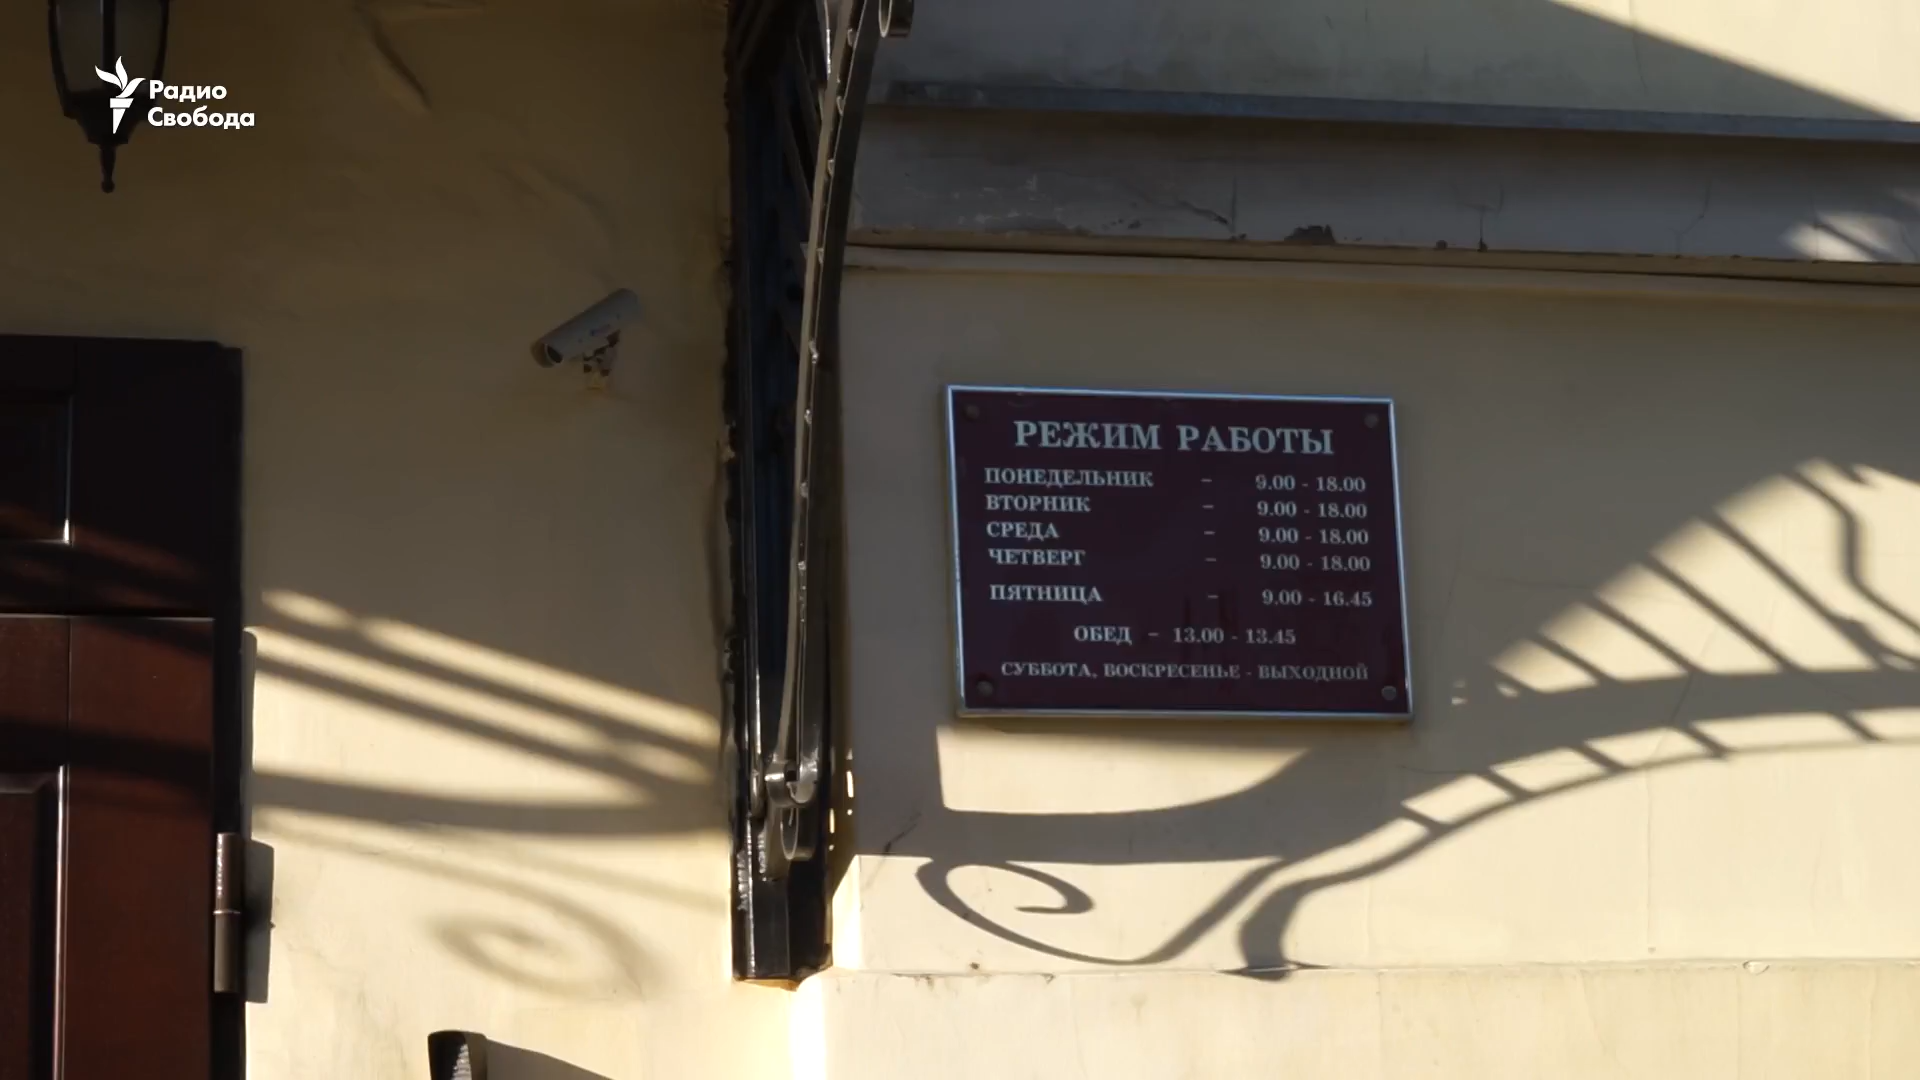 Радио
Свобода
РЕЖИМ РАБОТЫ
ПОНЕДЕЛЬНИК - 9.00 - 18.00
ВТОРНИК - 9.00 - 18.00
СРЕДА - 9.00 - 18.00
ЧЕТВЕРГ - 9.00 - 18.00
ПЯТНИЦА - 9.00 - 16.45
ОБЕД - 13.00 - 13.45
СУББОТА, ВОСКРЕСЕНЬЕ - ВЫХОДНОЙ